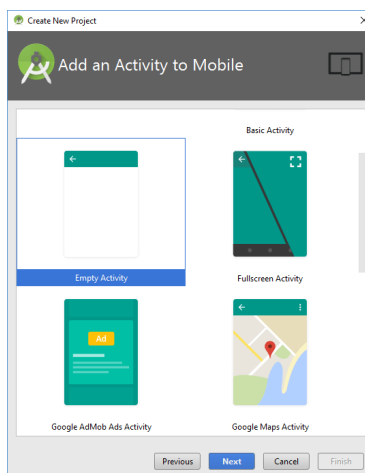 Create New Project
Add an Activity to Mobile
Basic Activity
Empty Activity
Fullscreen Activity
Ad
Google AdMob Ads Activity
Google Maps Activity
Previous
Next
Cancel
Finish